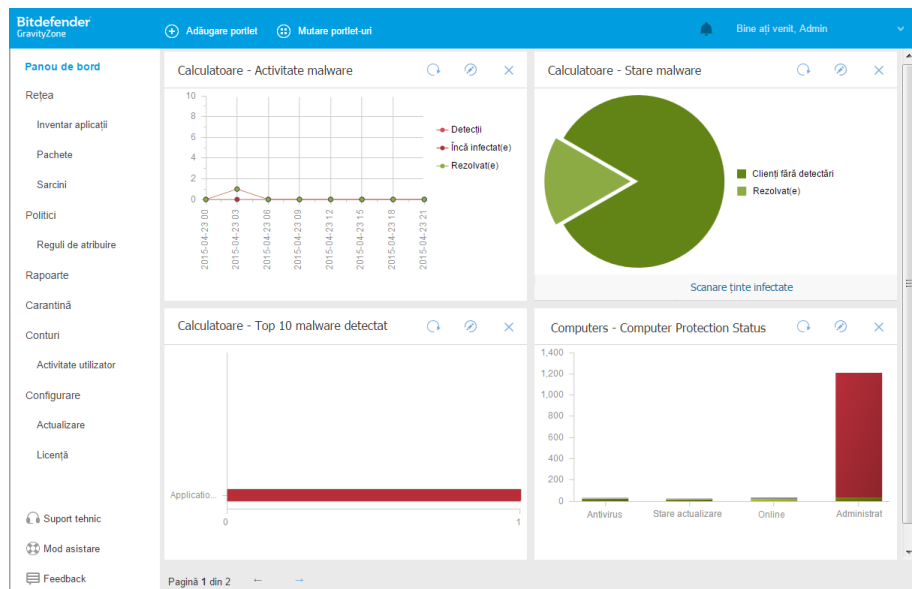 Bitdefender
GravityZone
Adăugare portlet
Mutare portlet-uri
Bine ați venit, Admin
Panou de bord
Rețea
Inventar aplicații
Pachete
Sarcini
Politici
Reguli de atribuire
Rapoarte
Carantină
Conturi
Activitate utilizator
Configurare
Actualizare
Licență
Suport tehnic
Mod asistare
Feedback
Calculatoare - Activitate malware
10
8
6
4
2
0
2015-04-23 00
2015-04-23 03
2015-04-23 06
2015-04-23 09
2015-04-23 12
2015-04-23 15
2015-04-23 18
2015-04-23 21
Detecții
Încă infectat(e)
Rezolvat(e)
Calculatoare - Stare malware
Clienți fără detectări
Rezolvat(e)
Scanare ținte infectate
Calculatoare - Top 10 malware detectat
Applicatio...
0
1
Computers - Computer Protection Status
1,400
1,200
1,000
800
600
400
200
0
Antivirus
Stare actualizare
Online
Administrat
Pagină 1 din 2